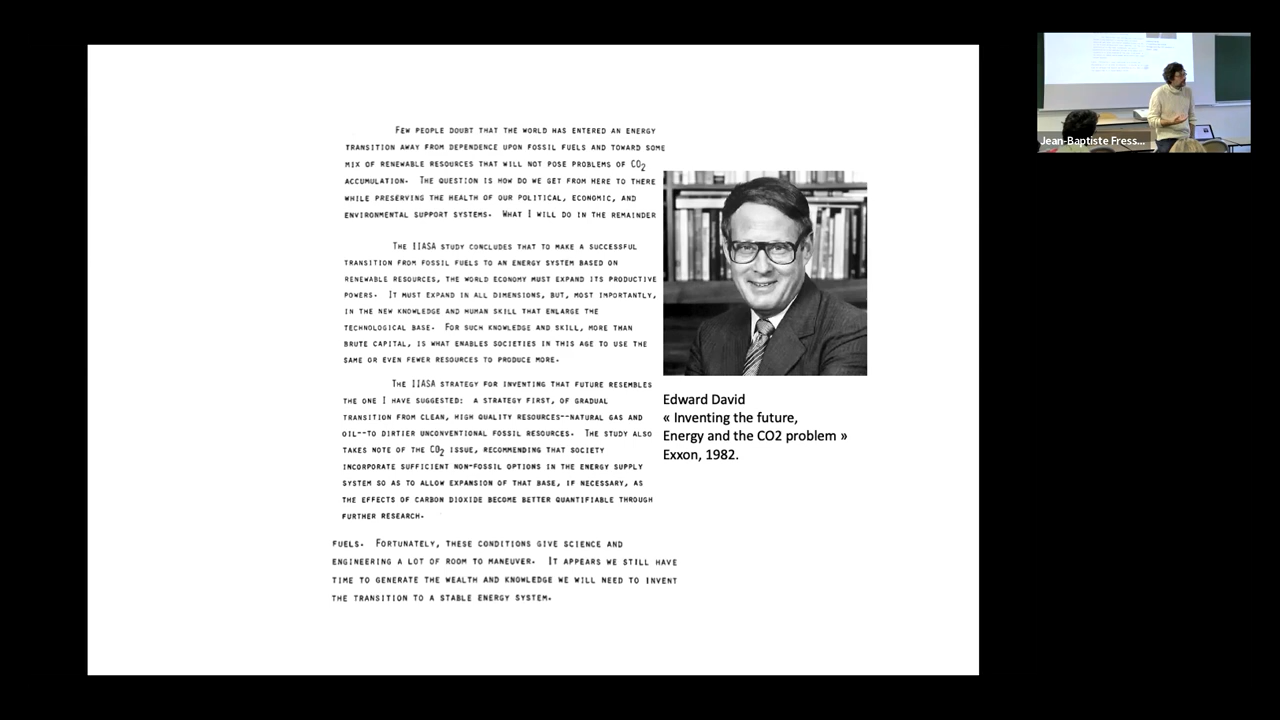 Few people doubt that the world has entered an energy
transition away from dependence upon fossil fuels and toward some
mix of renewable resources that will not pose problems of CO2
accumulation. The question is how do we get from here to there
while preserving the health of our political, economic, and
environmental support systems. What I will do in the remainder
The IIASA study concludes that to make a successful
transition from fossil fuels to an energy system based on
renewable resources, the world economy must expand its productive
powers. It must expand in all dimensions, but, most importantly,
in the new knowledge and human skill that enlarge the
technological base. For such knowledge and skill, more than
brute capital, is what enables societies in this age to use the
same or even fewer resources to produce more.
The IIASA strategy for inventing that future resembles
the one I have suggested: a strategy first, of gradual
transition from clean, high quality resources--natural gas and
oil--to dirtier unconventional fossil resources. The study also
takes note of the CO2 issue, recommending that society
incorporate sufficient non-fossil options in the energy supply
system so as to allow expansion of that base, if necessary, as
the effects of carbon dioxide become better quantifiable through
further research.
fuels. Fortunately, these conditions give science and
engineering a lot of room to maneuver. It appears we still have
time to generate the wealth and knowledge we will need to invent
the transition to a stable energy system.
Edward David
« Inventing the future,
Energy and the CO2 problem »
Exxon, 1982.
Jean-Baptiste Fress...